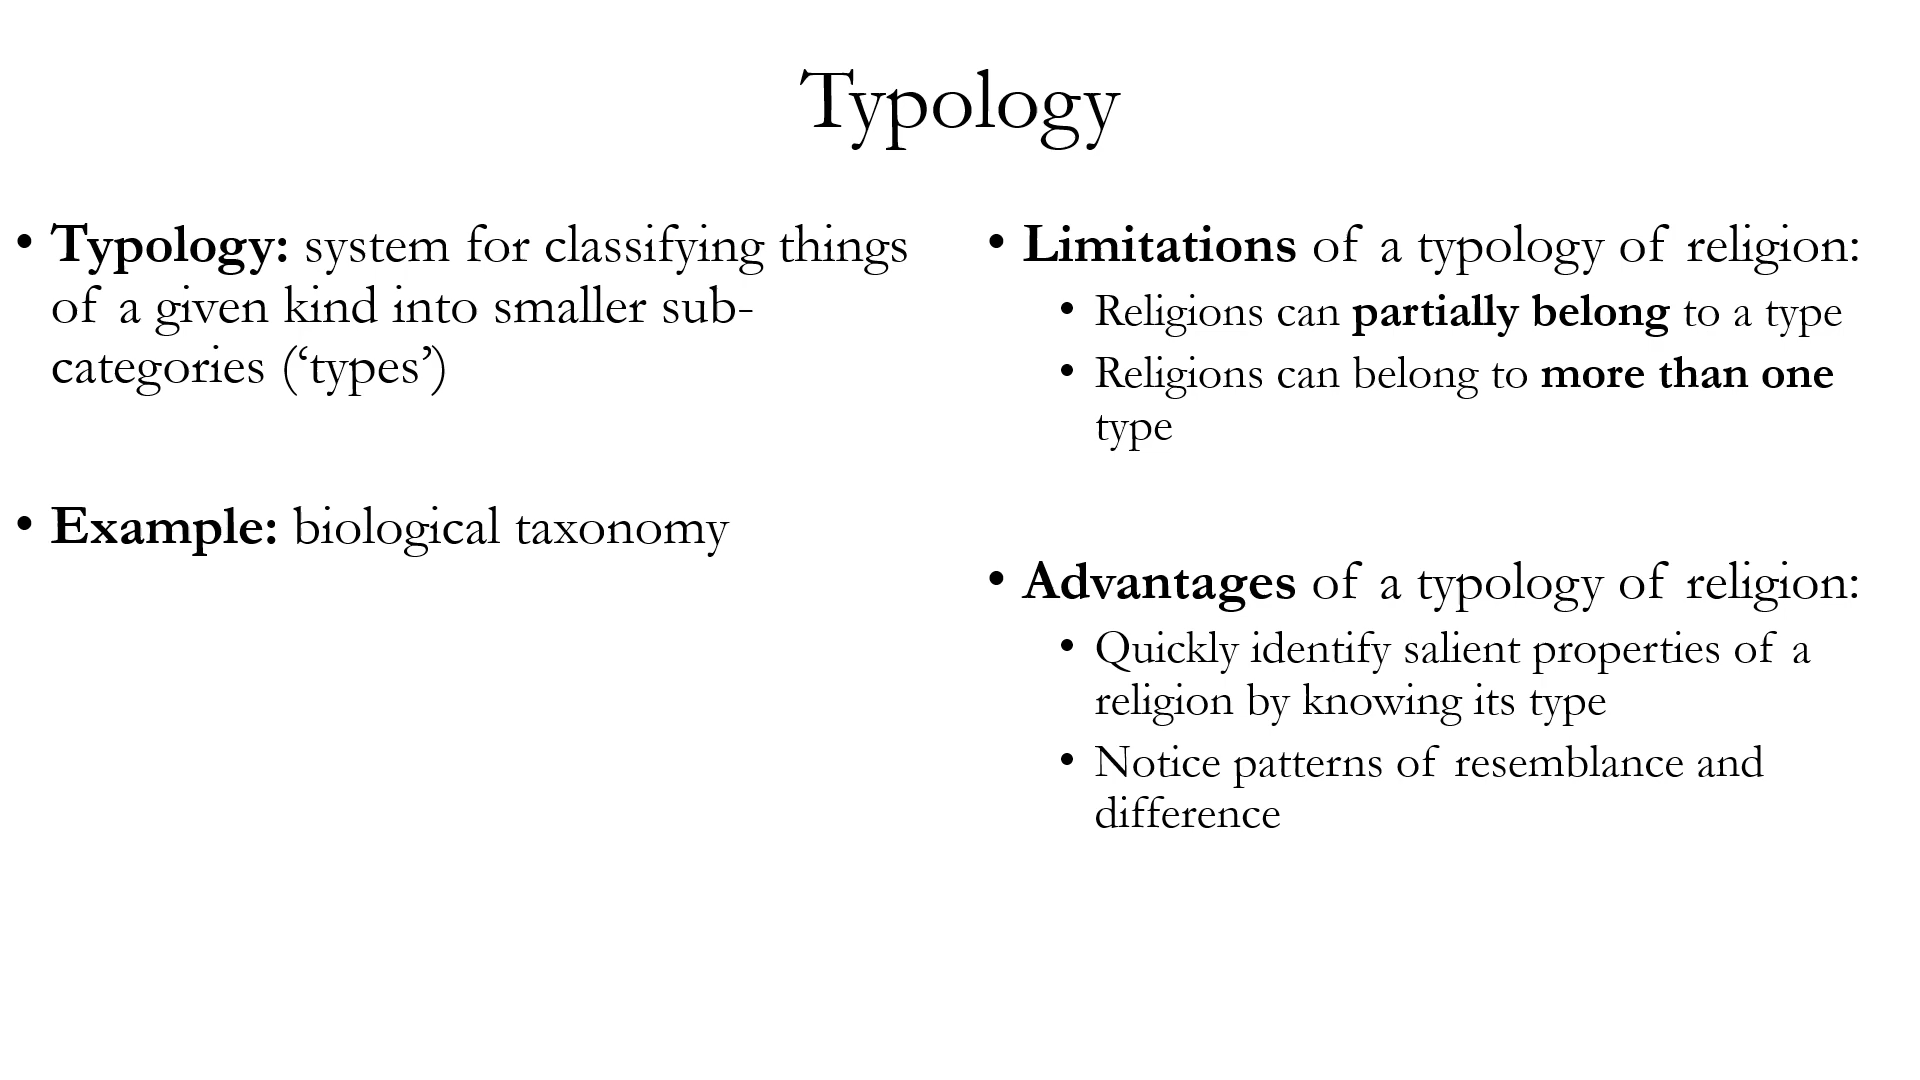 Typology
• Typology: system for classifying things
of a given kind into smaller sub-
categories (‘types’)
• Example: biological taxonomy
• Limitations of a typology of religion:
• Religions can partially belong to a type
• Religions can belong to more than one
type
• Advantages of a typology of religion:
• Quickly identify salient properties of a
religion by knowing its type
• Notice patterns of resemblance and
difference